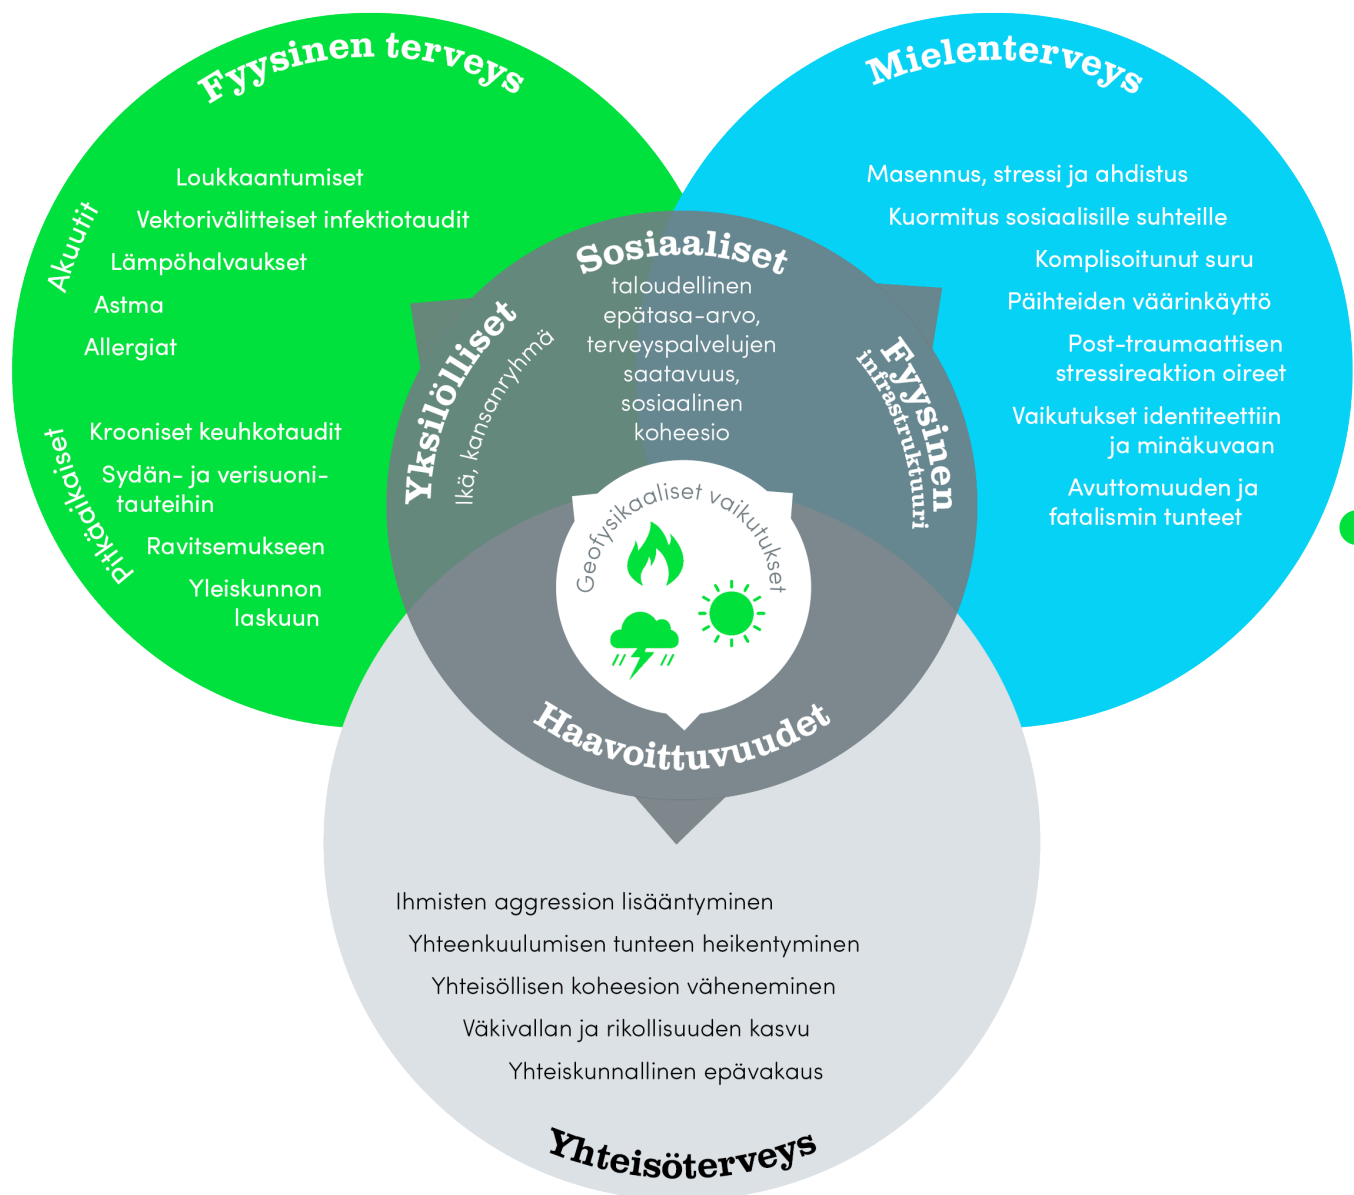 Fyysinen terveys
Akuutit
Loukkaantumiset
Vektorivälitteiset infektiotaudit
Lämpöhalvaukset
Astma
Allergiat
Pitkäaikaiset
Krooniset keuhkotaudit
Sydän- ja verisuoni-
tauteihin
Ravitsemukseen
Yleiskunnon
laskuun
Mielenterveys
Masennus, stressi ja ahdistus
Kuormitus sosiaalisille suhteille
Komplisoitunut suru
Päihteiden väärinkäyttö
Post-traumaattisen
stressireaktion oireet
Vaikutukset identiteettiin
ja minäkuvaan
Avuttomuuden ja
fatalismin tunteet
Yksilölliset
Ikä, kansanryhmä
Sosiaaliset
taloudellinen
epätasa-arvo,
terveyspalvelujen
saatavuus,
sosiaalinen
koheesio
Fyysinen
infrastruktuuri
Geofysikaaliset vaikutukset
Haavoittuvuudet
Ihmisten aggression lisääntyminen
Yhteenkuulumisen tunteen heikentyminen
Yhteisöllisen koheesion väheneminen
Väkivallan ja rikollisuuden kasvu
Yhteiskunnallinen epävakaus
Yhteisöterveys